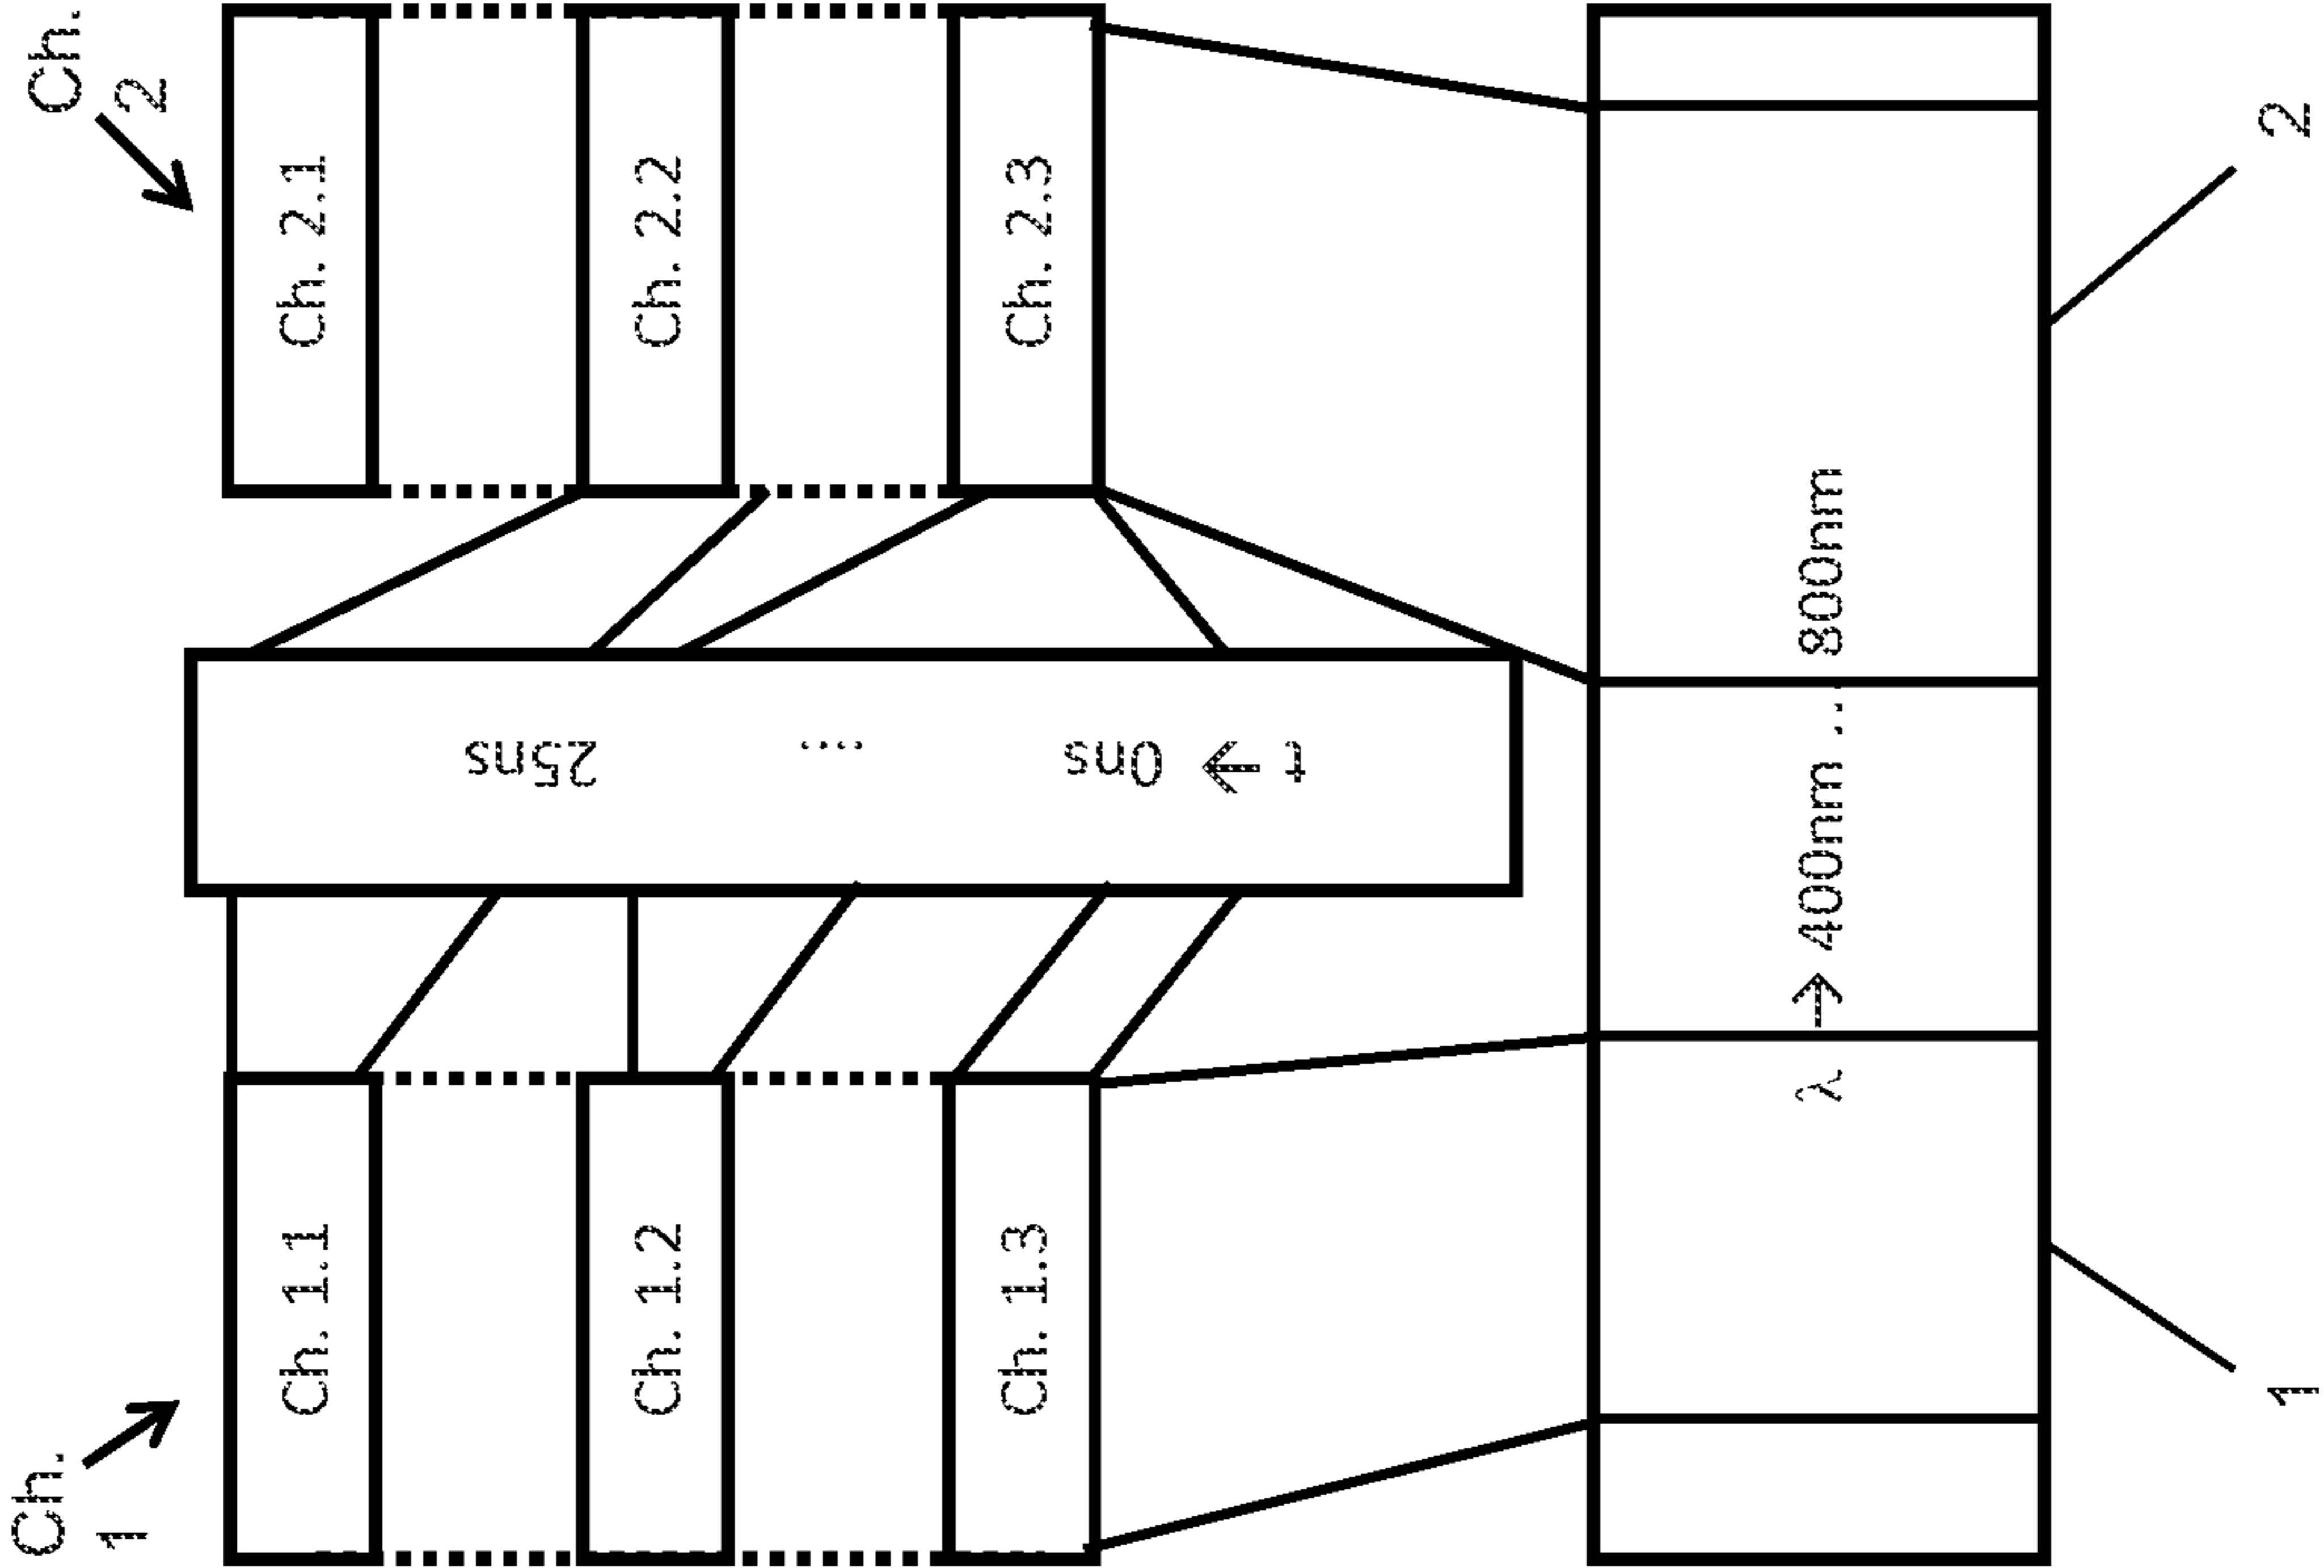 Ch.
1
Ch.
2
Ch. 1.1
Ch. 2.1
Ch. 1.2
Ch. 2.2
Ch. 1.3
Ch. 2.3
t → 0ns ... 25ns
λ → 400nm ... 800nm
1
2